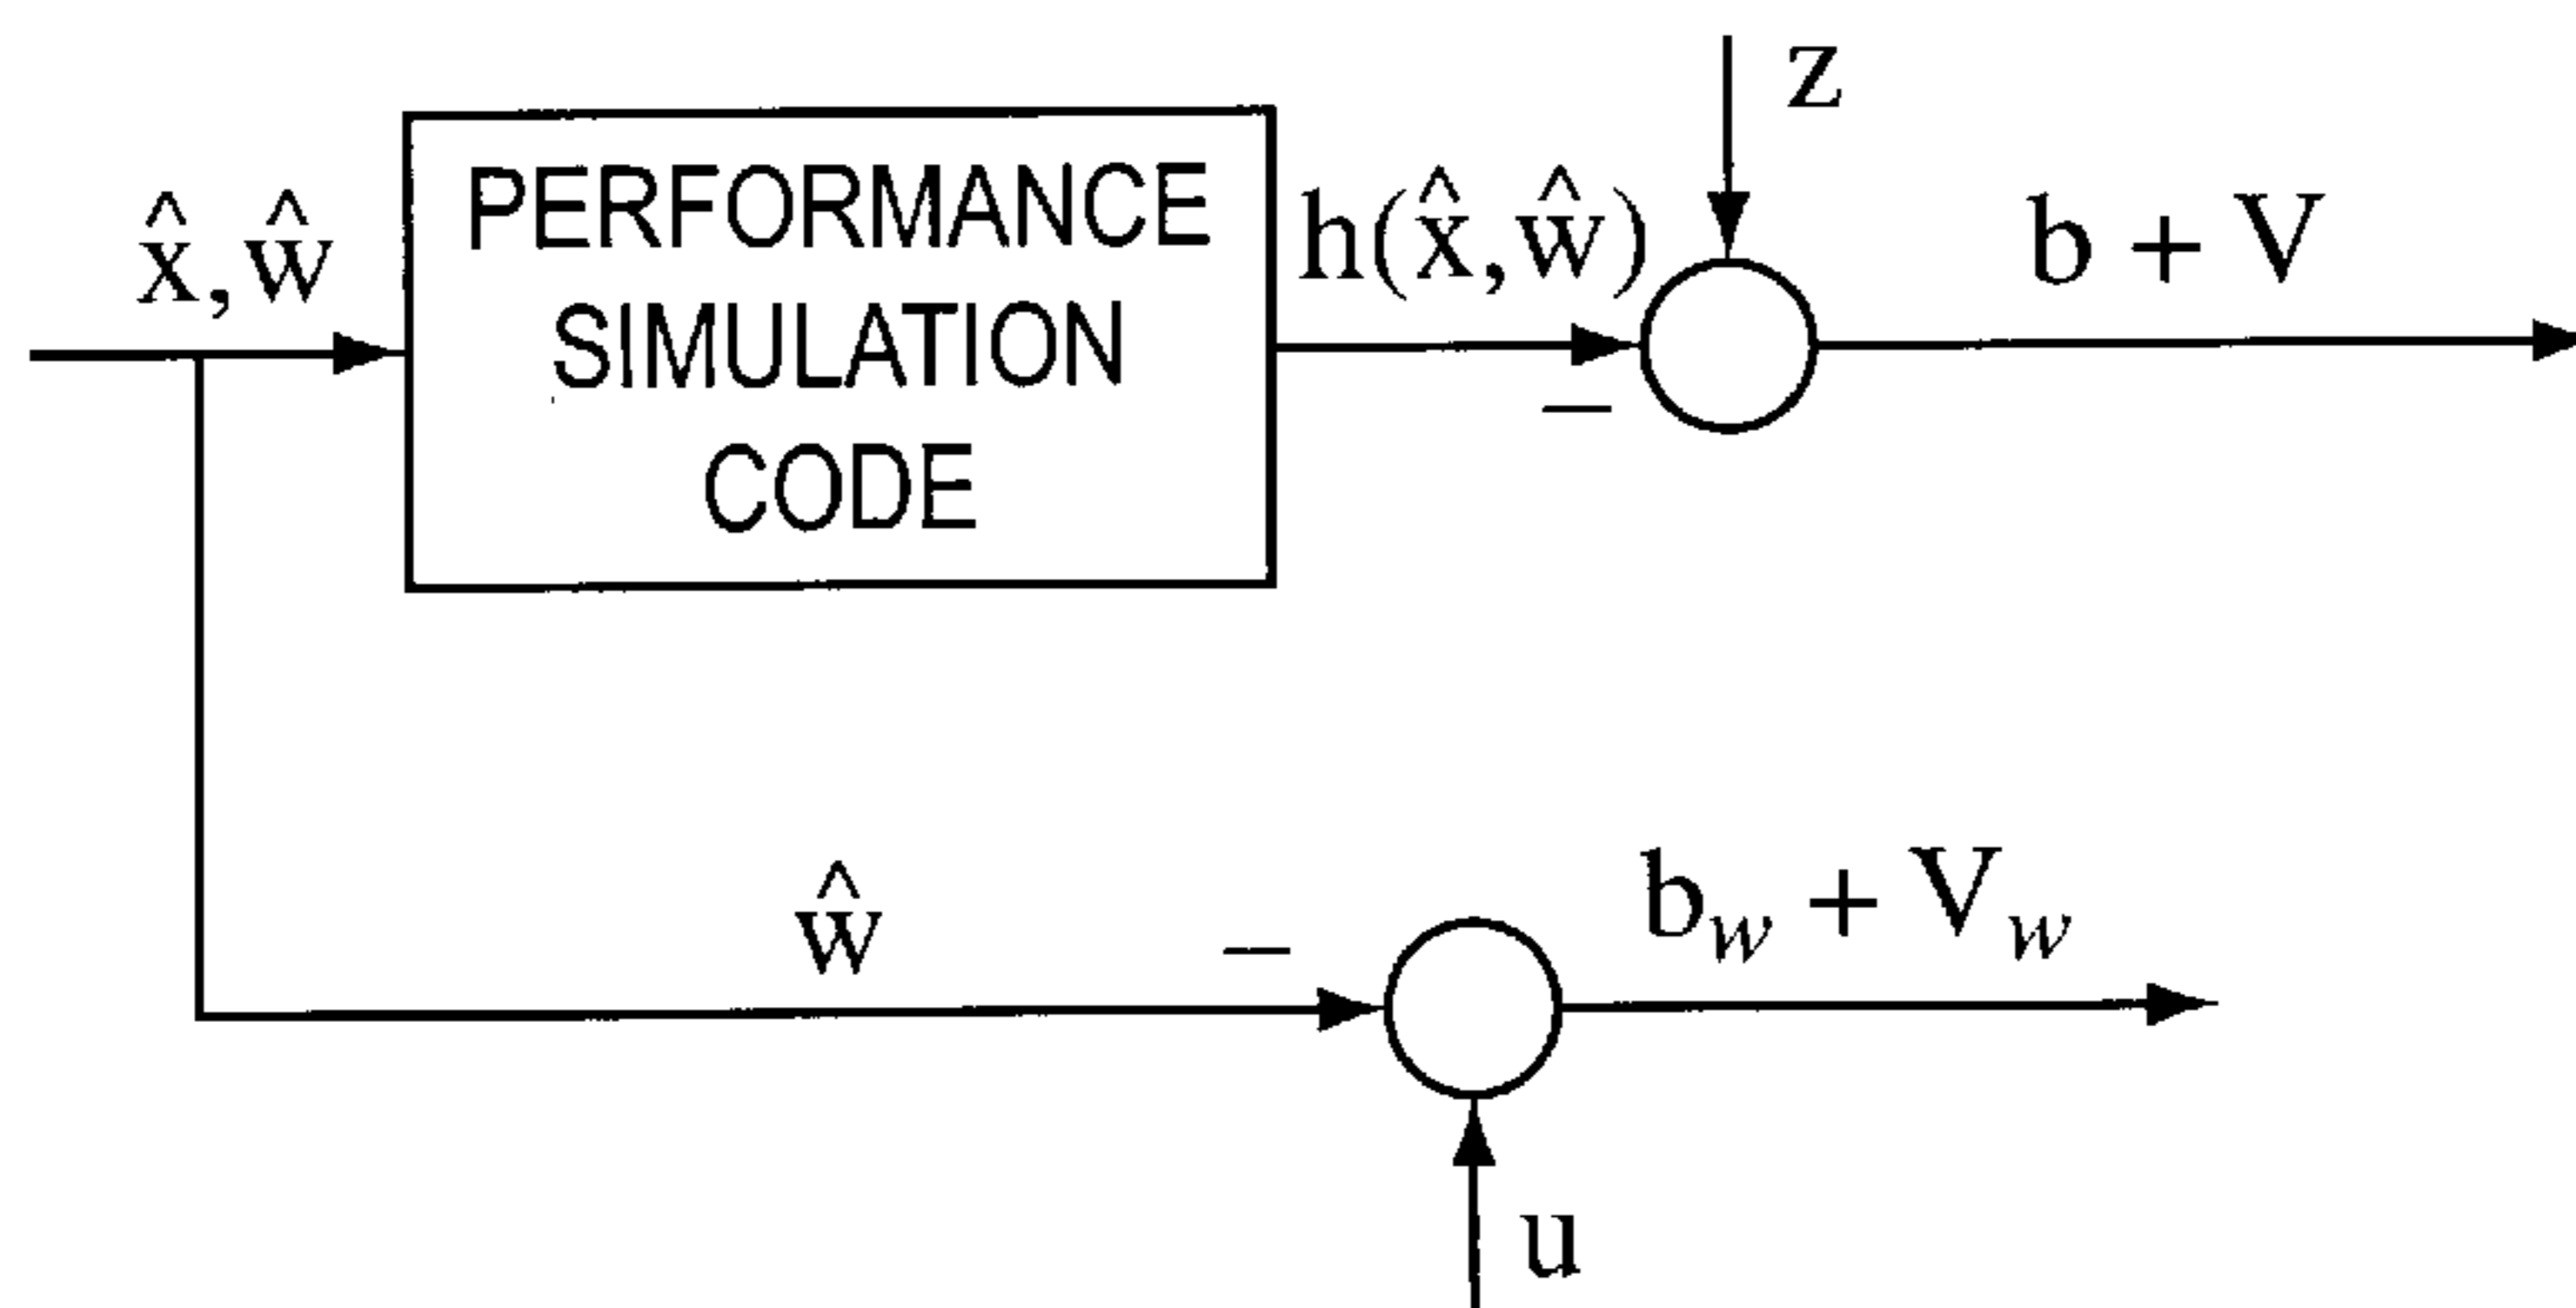 z
x̂,ŵ
PERFORMANCE
SIMULATION
CODE
h(x̂,ŵ)
−
b + V
ŵ
−
b_w + V_w
u